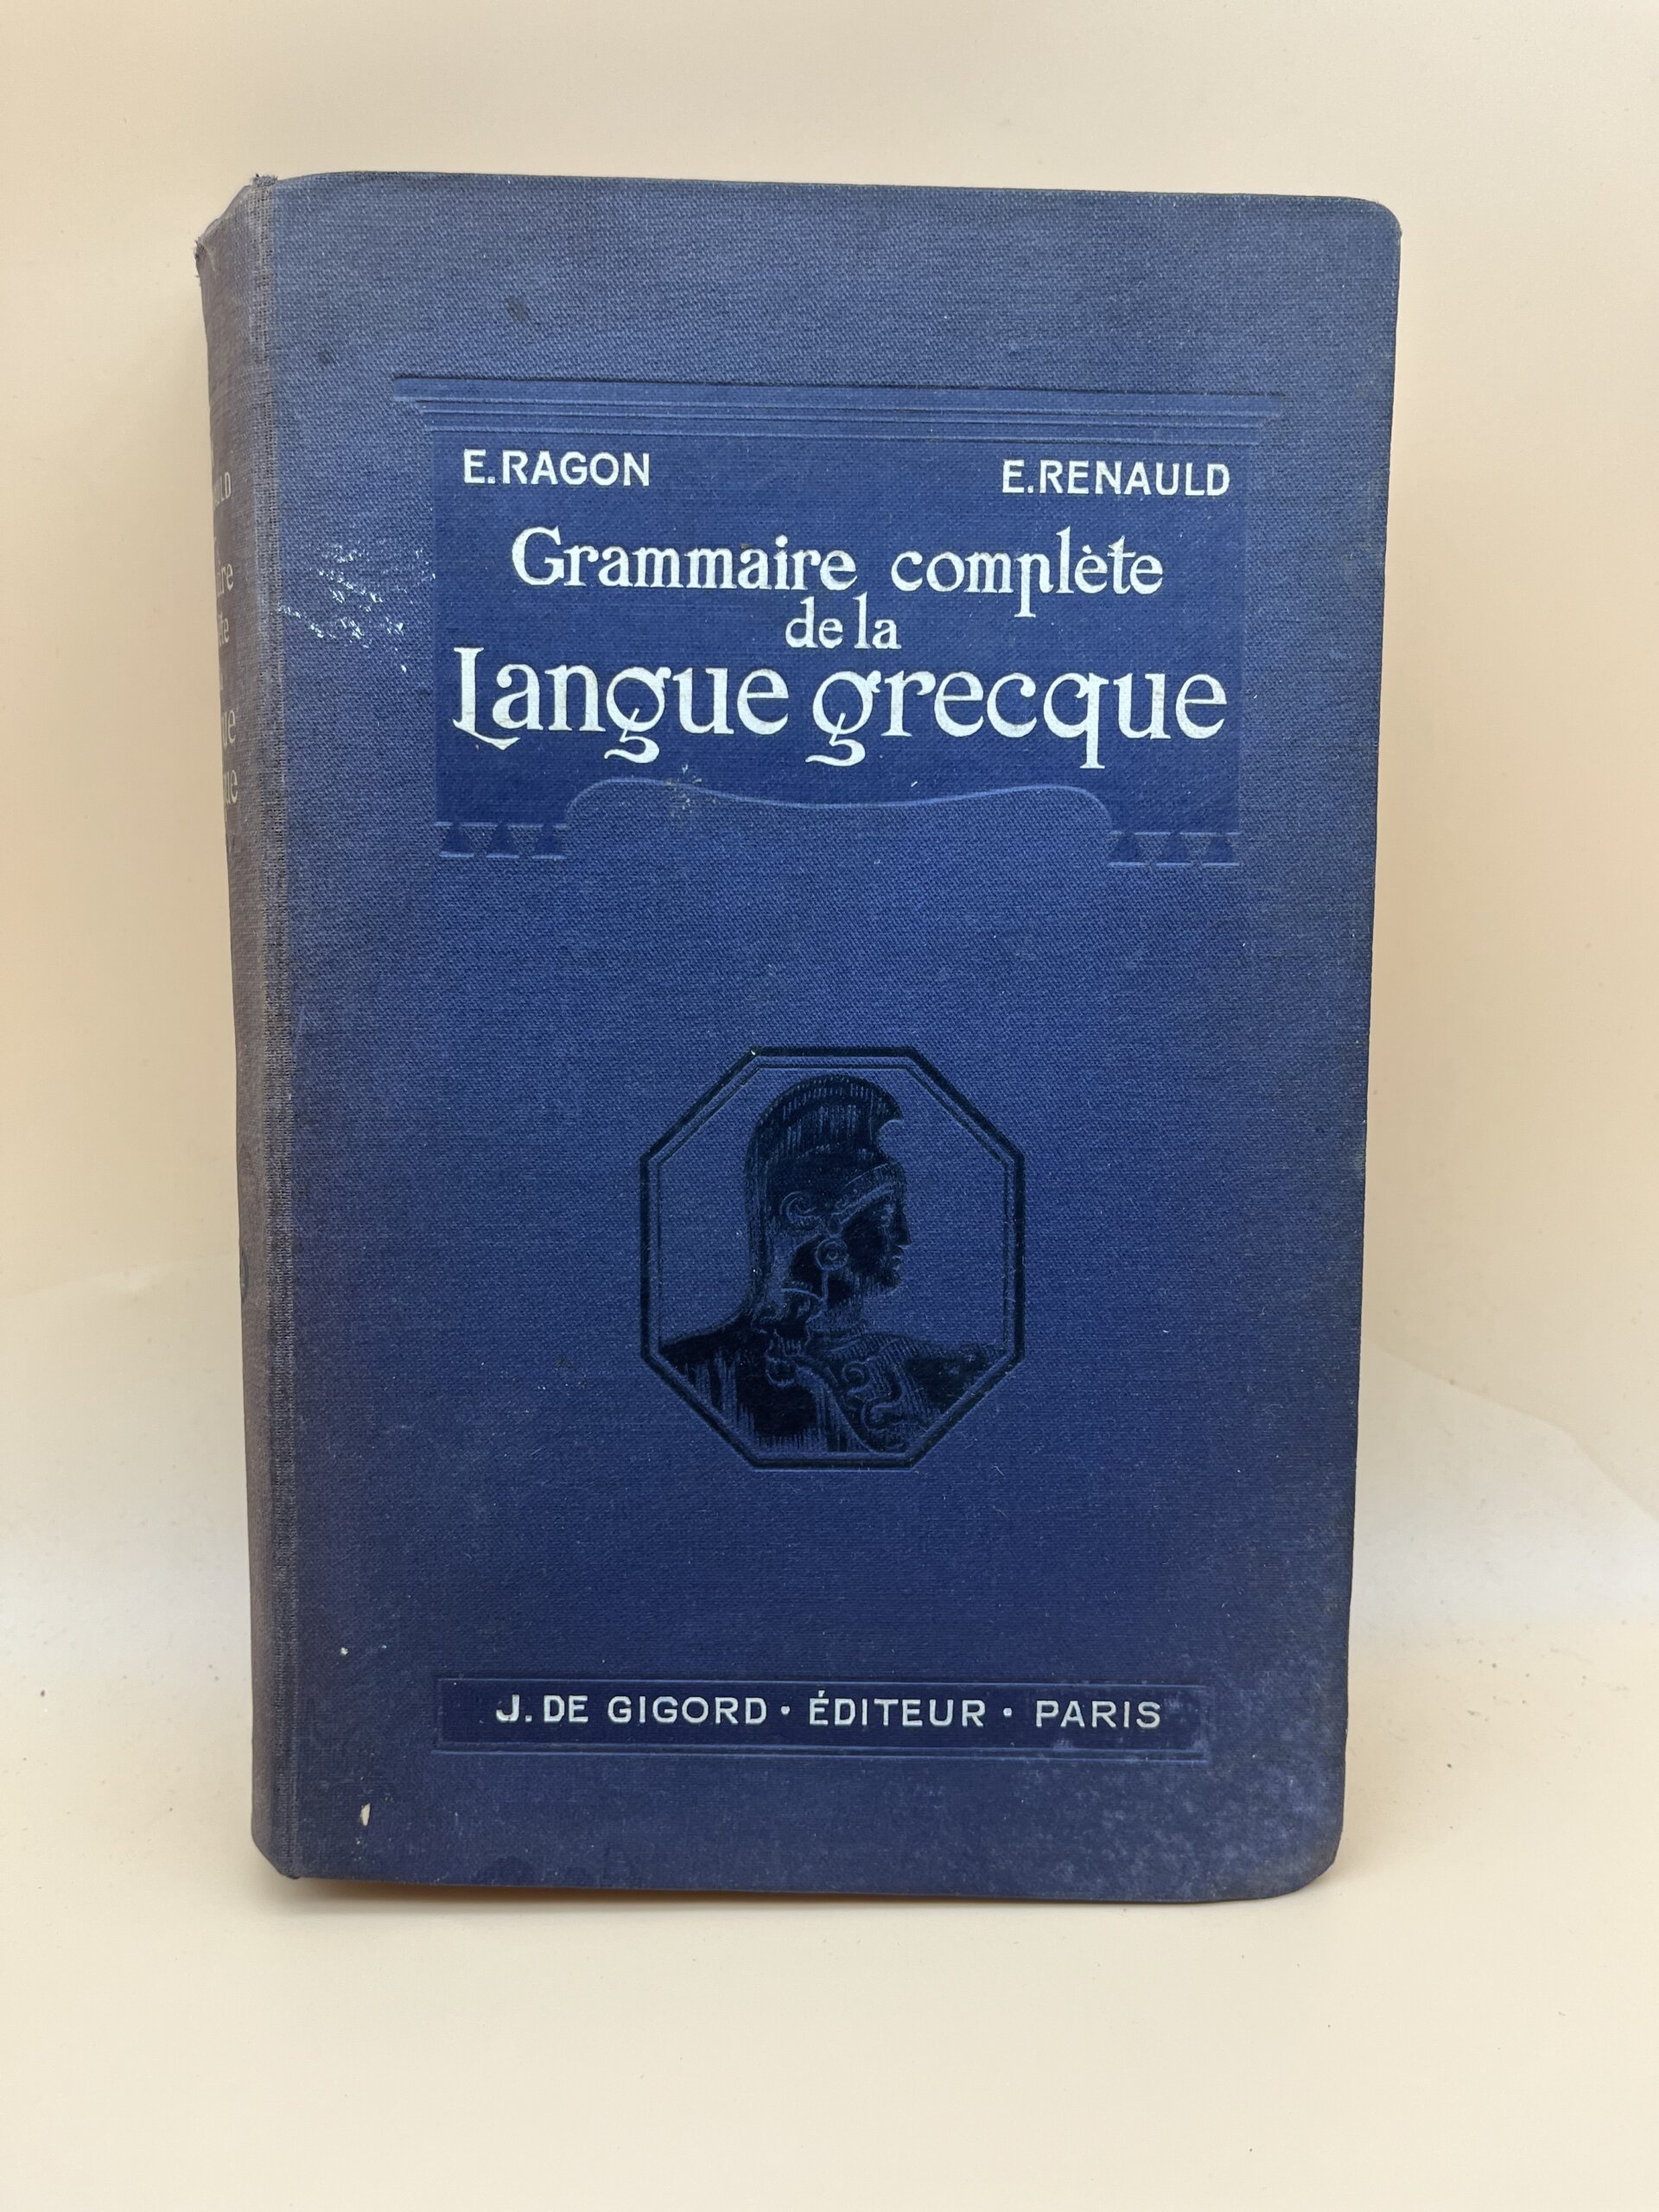 E. RAGON E. RENAULD
Grammaire complète
de la
Langue grecque
J. DE GIGORD · ÉDITEUR · PARIS